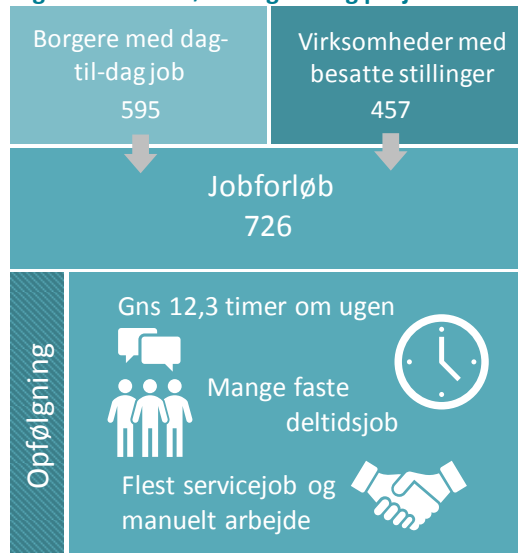 Borgere med dag-
til-dag job
595
Virksomheder med
besatte stillinger
457
Jobforløb
726
Opfølgning
Gns 12,3 timer om ugen
Mange faste
deltidsjob
Flest servicejob og
manuelt arbejde